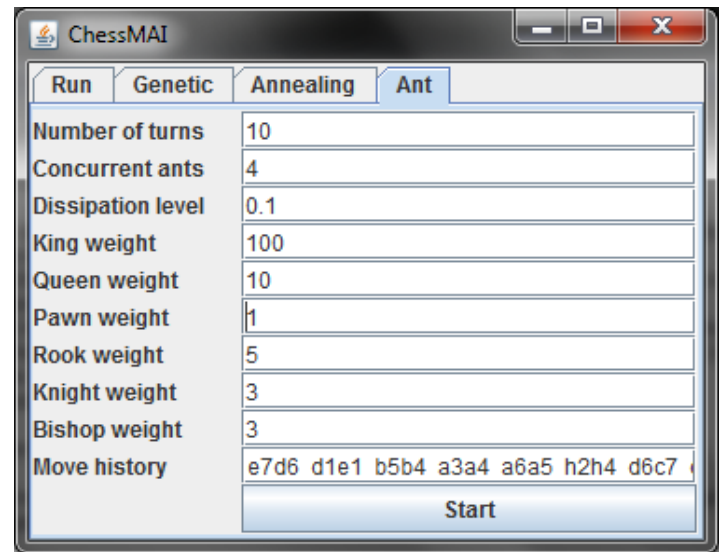 ChessMAI
Run Genetic Annealing Ant
Number of turns 10
Concurrent ants 4
Dissipation level 0.1
King weight 100
Queen weight 10
Pawn weight 1
Rook weight 5
Knight weight 3
Bishop weight 3
Move history e7d6 d1e1 b5b4 a3a4 a6a5 h2h4 d6c7
Start